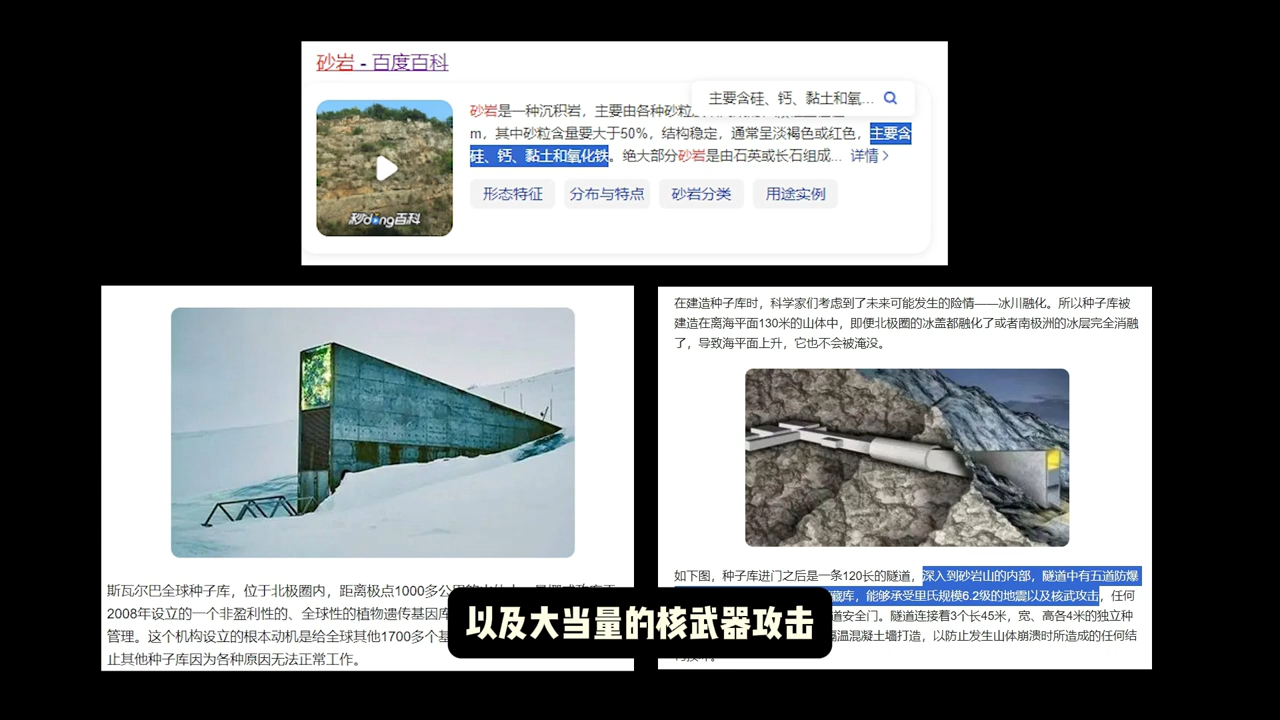 砂岩 - 百度百科
主要含硅、钙、黏土和氧...
砂岩是一种沉积岩，主要由各种砂粒
m，其中砂粒含量要大于50%，结构稳定，通常呈淡褐色或红色，主要含
硅、钙、黏土和氧化铁。绝大部分砂岩是由石英或长石组成... 详情
秒dong百科
形态特征 分布与特点 砂岩分类 用途实例
斯瓦尔巴全球种子库，位于北极圈内，距离极点1000多公
2008年设立的一个非盈利性的、全球性的植物遗传基因库
管理。这个机构设立的根本动机是给全球其他1700多个基
止其他种子库因为各种原因无法正常工作。
在建造种子库时，科学家们考虑到了未来可能发生的险情——冰川融化。所以种子库被
建造在离海平面130米的山体中，即便北极圈的冰盖都融化了或者南极洲的冰层完全消融
了，导致海平面上升，它也不会被淹没。
如下图，种子库进门之后是一条120长的隧道，深入到砂岩山的内部，隧道中有五道防爆
藏库，能够承受里氏规模6.2级的地震以及核武攻击，任何
道安全门。隧道连接着3个长45米，宽、高各4米的独立种
温混凝土墙打造，以防止发生山体崩溃时所造成的任何结
以及大当量的核武器攻击